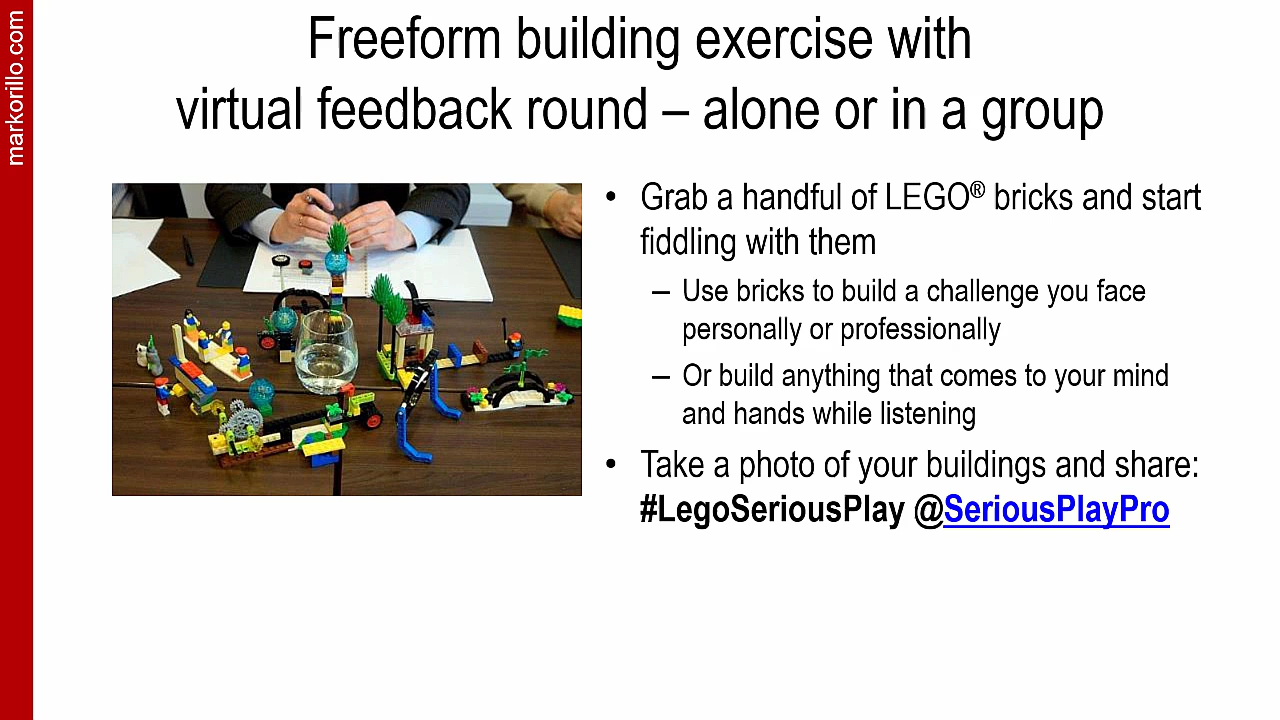 markorillo.com
Freeform building exercise with
virtual feedback round – alone or in a group
• Grab a handful of LEGO® bricks and start
fiddling with them
– Use bricks to build a challenge you face
personally or professionally
– Or build anything that comes to your mind
and hands while listening
• Take a photo of your buildings and share:
#LegoSeriousPlay @SeriousPlayPro